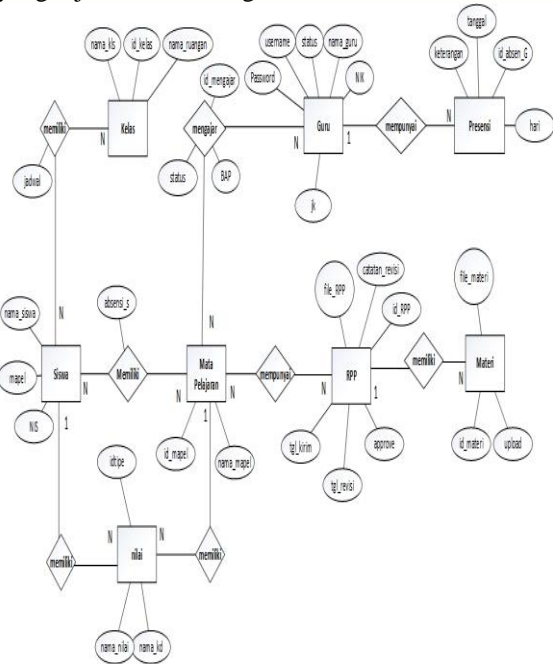 tanggal
username
status
nama_guru
keterangan
id_absen_G
nama_kls
id_kelas
nama_ruangan
id_mengajar
Password
NIK
memiliki
Kelas
mengajar
Guru
mempunyai
Presensi
hari
N
N
1
N
jadwal
status
BAP
jk
file_RPP
catatan_revisi
file_materi
id_RPP
absensi_s
nama_siswa
N
N
mapel
Siswa
Memiliki
Mata
Pelajaran
mempunyai
RPP
memiliki
Materi
N
N
N
N
1
N
NIS
1
1
id_mapel
nama_mapel
tgl_kirim
approve
id_materi
upload
tgl_revisi
idtipe
N
N
memiliki
nilai
memiliki
nama_nilai
nama_kd